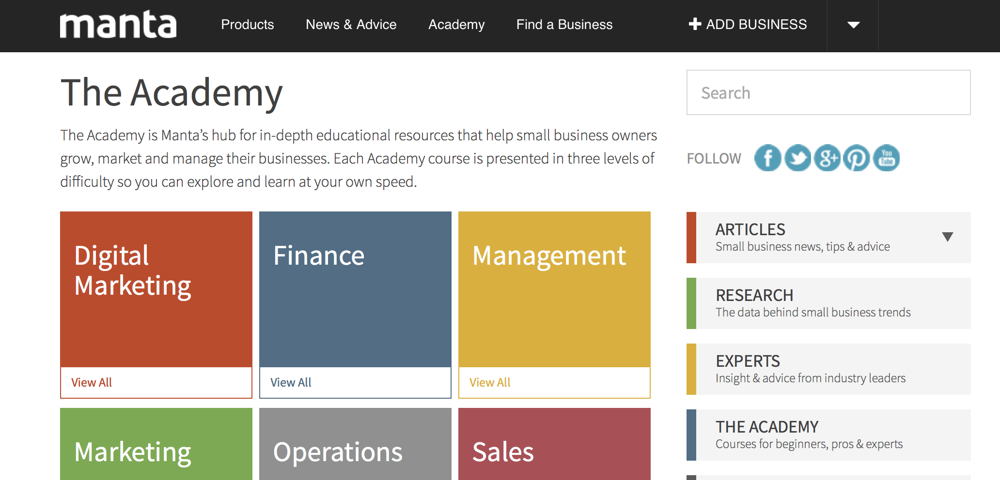 manta
Products
News & Advice
Academy
Find a Business
ADD BUSINESS
The Academy
The Academy is Manta’s hub for in-depth educational resources that help small business owners
grow, market and manage their businesses. Each Academy course is presented in three levels of
difficulty so you can explore and learn at your own speed.
Digital
Marketing
View All
Finance
View All
Management
View All
Marketing
Operations
Sales
Search
FOLLOW
You
Tube
ARTICLES
Small business news, tips & advice
RESEARCH
The data behind small business trends
EXPERTS
Insight & advice from industry leaders
THE ACADEMY
Courses for beginners, pros & experts